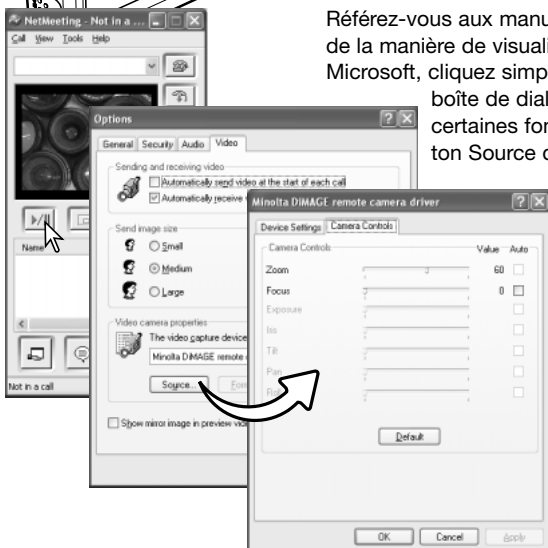 Référez-vous aux manu
de la manière de visuali
Microsoft, cliquez simp
boîte de dial
certaines for
ton Source d
NetMeeting - Not in a ...
Call View Tools Help
Name
Not in a call
Options
General Security Audio Video
Sending and receiving video
Automatically send video at the start of each call
Automatically receive
Send image size
Small
Medium
Large
Video camera properties
The video capture device
Minolta DiMAGE remote
Source...
Show mirror image in preview
Minolta DiMAGE remote camera driver
Device Settings Camera Controls
Camera Controls Value Auto
Zoom 60
Focus 0
Exposure
Iso
Tilt
Pan
Default
OK Cancel Apply